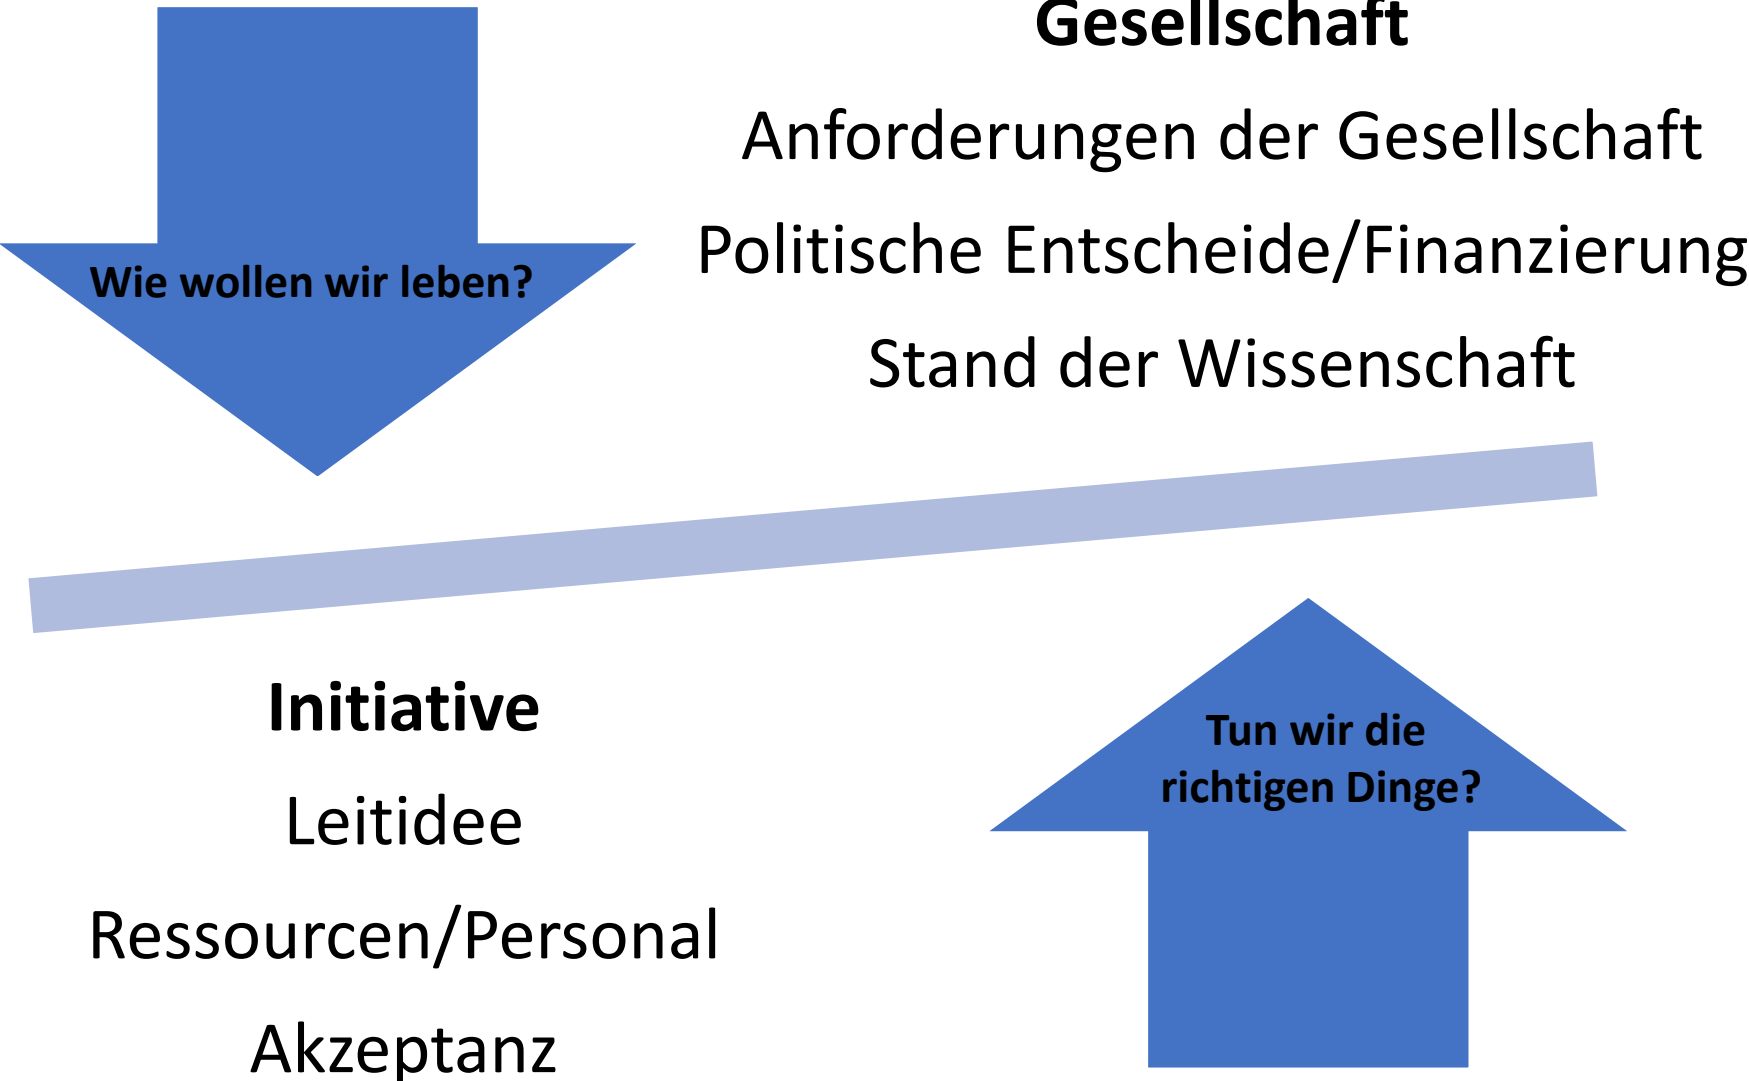 Gesellschaft
Anforderungen der Gesellschaft
Politische Entscheide/Finanzierung
Stand der Wissenschaft
Wie wollen wir leben?
Initiative
Leitidee
Ressourcen/Personal
Akzeptanz
Tun wir die
richtigen Dinge?